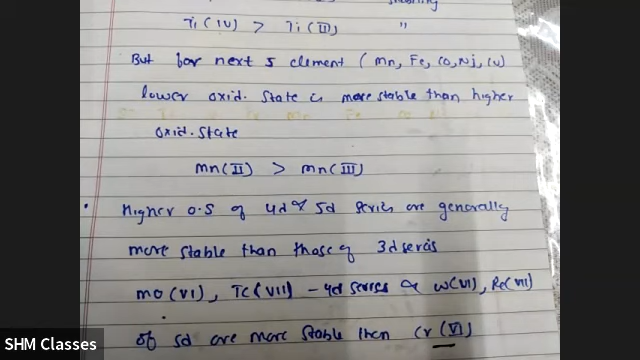 stability
Ti(IV) > Ti(II) "
But for next 5 element (mn, Fe, co, Ni, cu)
lower oxid. state is more stable than higher
oxid. state
mn(II) > mn(III)
• Higher O.S of 4d & 5d series are generally
more stable than those of 3d series
mo(VI), Tc(VII) - 4d series & w(VI), Re(VII)
of 5d are more stable then Cr(VI)
SHM Classes